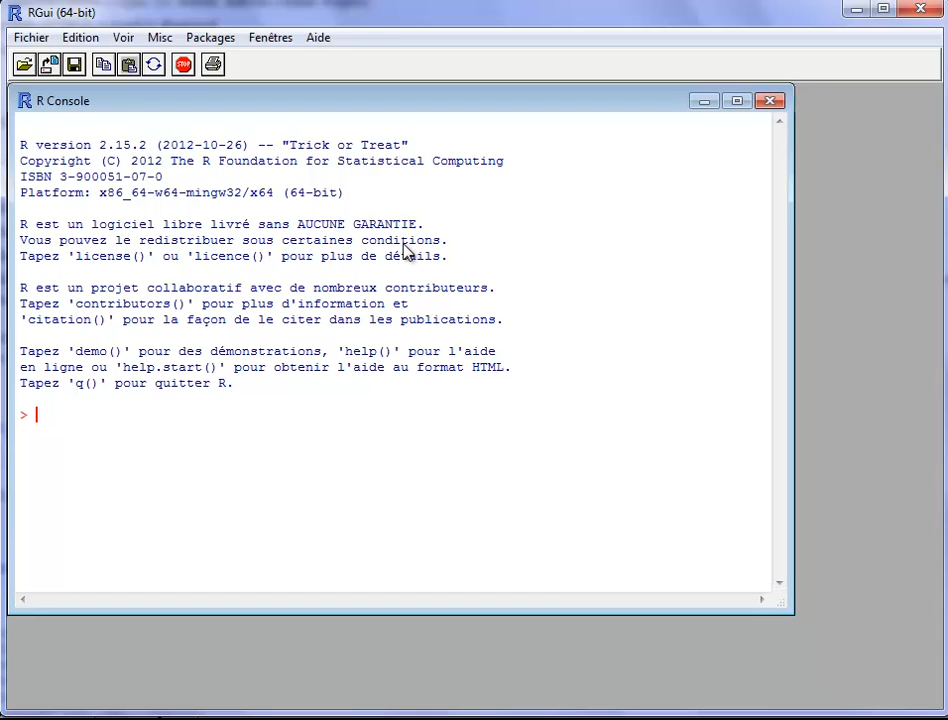 RGui (64-bit)
Fichier Edition Voir Misc Packages Fenêtres Aide
STOP
R Console
R version 2.15.2 (2012-10-26) -- "Trick or Treat"
Copyright (C) 2012 The R Foundation for Statistical Computing
ISBN 3-900051-07-0
Platform: x86_64-w64-mingw32/x64 (64-bit)
R est un logiciel libre livré sans AUCUNE GARANTIE.
Vous pouvez le redistribuer sous certaines conditions.
Tapez 'license()' ou 'licence()' pour plus de détails.
R est un projet collaboratif avec de nombreux contributeurs.
Tapez 'contributors()' pour plus d'information et
'citation()' pour la façon de le citer dans les publications.
Tapez 'demo()' pour des démonstrations, 'help()' pour l'aide
en ligne ou 'help.start()' pour obtenir l'aide au format HTML.
Tapez 'q()' pour quitter R.
>